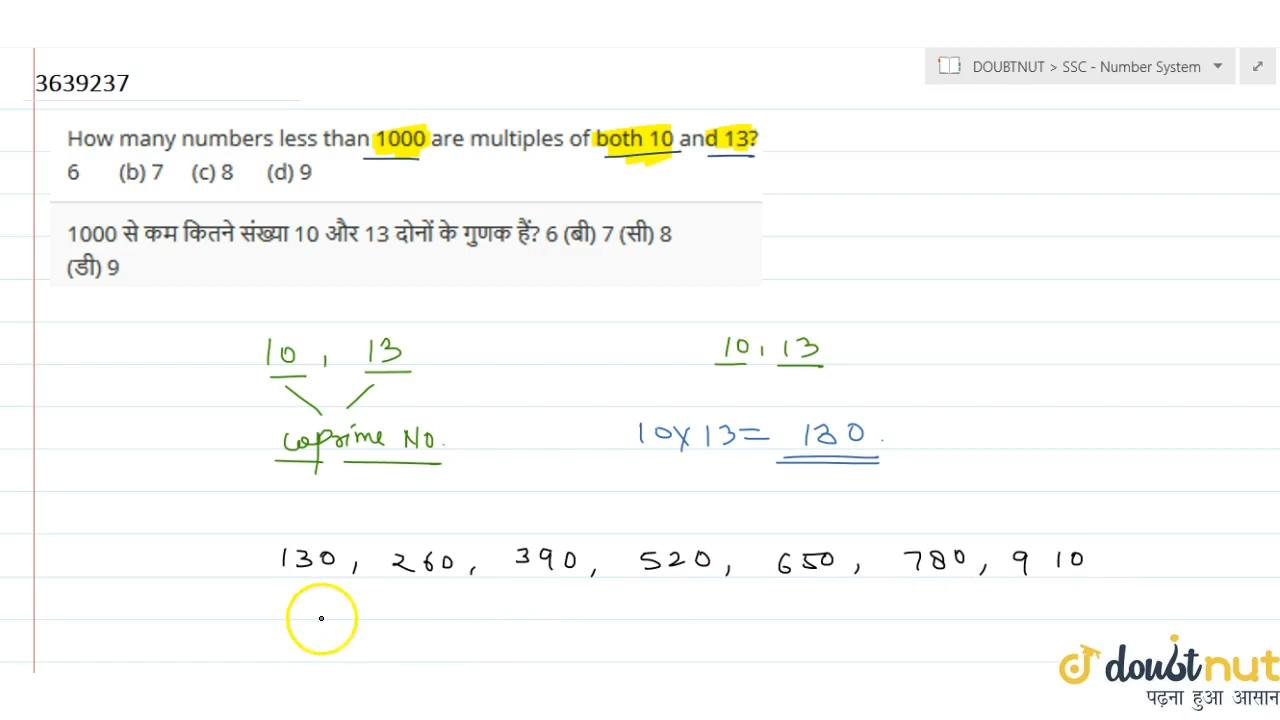 DOUBTNUT > SSC - Number System
3639237
How many numbers less than 1000 are multiples of both 10 and 13?
6 (b) 7 (c) 8 (d) 9
1000 से कम कितने संख्या 10 और 13 दोनों के गुणक हैं? 6 (बी) 7 (सी) 8
(डी) 9
10 , 13
10, 13
coprime No.
10x13= 130.
130, 260, 390, 520, 650, 780, 910
doubtnut
पढ़ना हुआ आसान